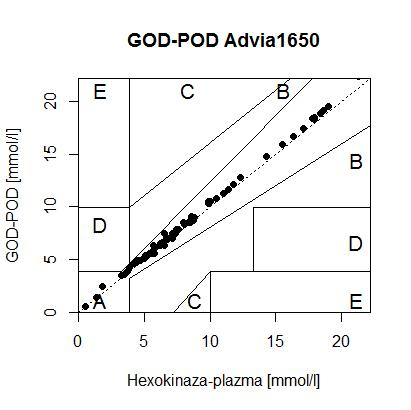 GOD-POD Advia1650
GOD-POD [mmol/l]
20
15
10
5
0
E
C
B
B
D
D
A
C
E
0
5
10
15
20
Hexokinaza-plazma [mmol/l]